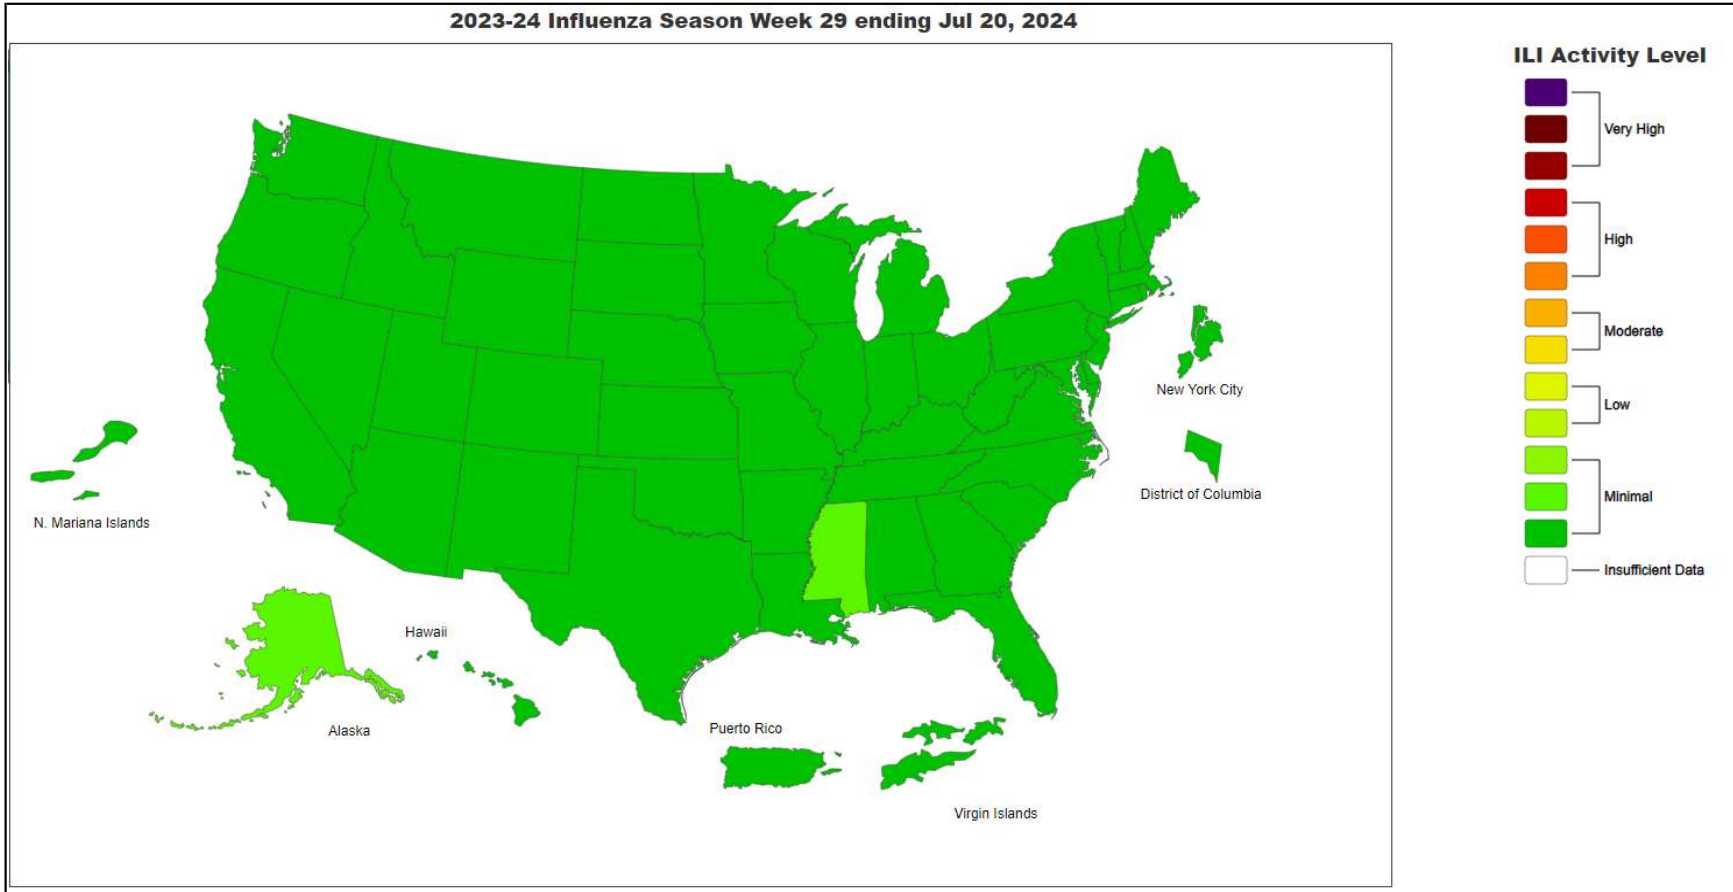 2023-24 Influenza Season Week 29 ending Jul 20, 2024
ILI Activity Level
Very High
High
Moderate
Low
Minimal
Insufficient Data
New York City
District of Columbia
N. Mariana Islands
Hawaii
Alaska
Puerto Rico
Virgin Islands